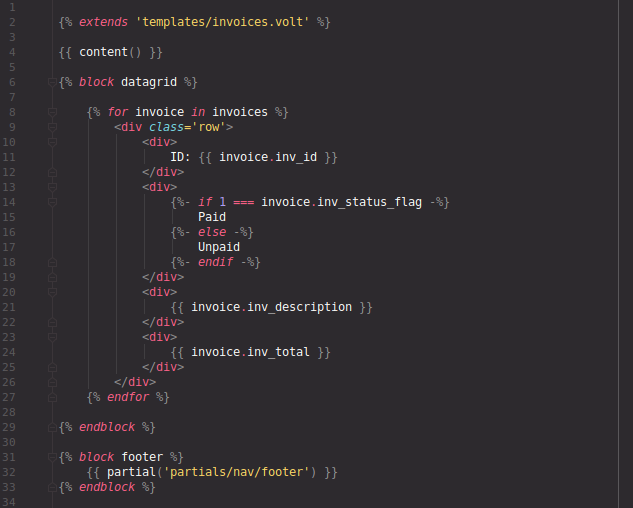 1
2 {% extends 'templates/invoices.volt' %}
3
4 {{ content() }}
5
6 {% block datagrid %}
7
8 {% for invoice in invoices %}
9 <div class='row'>
10 <div>
11 ID: {{ invoice.inv_id }}
12 </div>
13 <div>
14 {%- if 1 === invoice.inv_status_flag -%}
15 Paid
16 {%- else -%}
17 Unpaid
18 {%- endif -%}
19 </div>
20 <div>
21 {{ invoice.inv_description }}
22 </div>
23 <div>
24 {{ invoice.inv_total }}
25 </div>
26 </div>
27 {% endfor %}
28
29 {% endblock %}
30
31 {% block footer %}
32 {{ partial('partials/nav/footer') }}
33 {% endblock %}
34